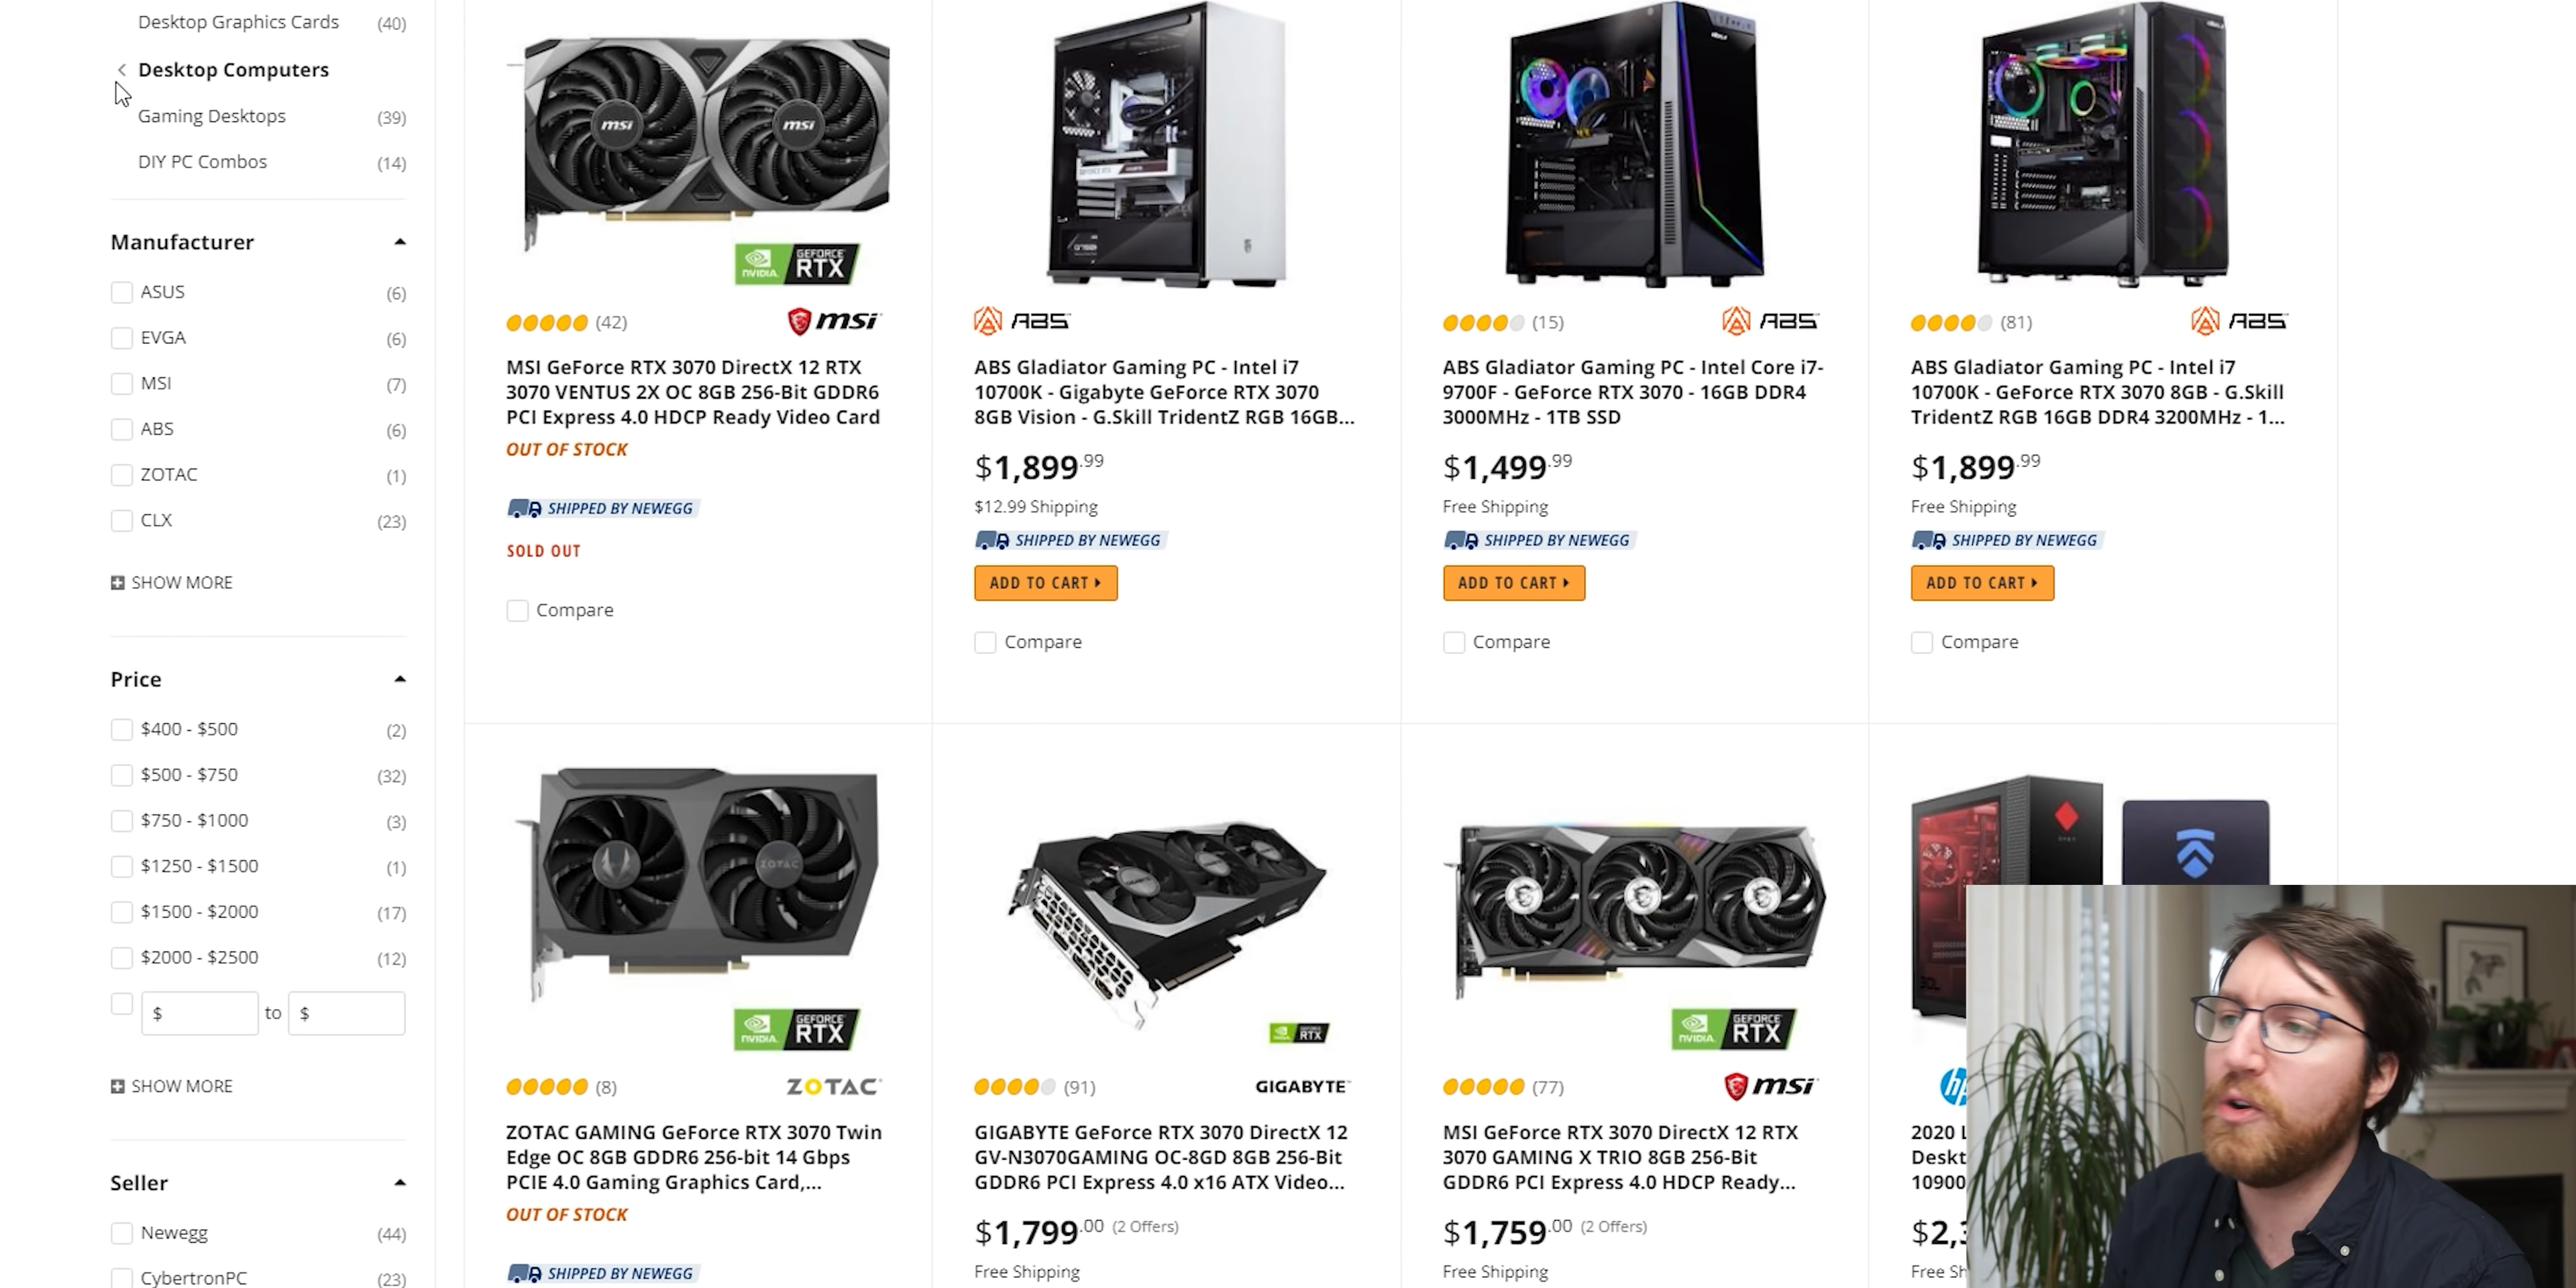 Desktop Graphics Cards (40)
Desktop Computers
Gaming Desktops (39)
DIY PC Combos (14)
Manufacturer
ASUS (6)
EVGA (6)
MSI (7)
ABS (6)
ZOTAC (1)
CLX (23)
SHOW MORE
Price
$400 - $500 (2)
$500 - $750 (32)
$750 - $1000 (3)
$1250 - $1500 (1)
$1500 - $2000 (17)
$2000 - $2500 (12)
$ to $
SHOW MORE
Seller
Newegg (44)
CybertronPC (23)
msi msi
NVIDIA. GEFORCE RTX
(42) msi
MSI GeForce RTX 3070 DirectX 12 RTX
3070 VENTUS 2X OC 8GB 256-Bit GDDR6
PCI Express 4.0 HDCP Ready Video Card
OUT OF STOCK
SHIPPED BY NEWEGG
SOLD OUT
Compare
ABS
ABS Gladiator Gaming PC - Intel i7
10700K - Gigabyte GeForce RTX 3070
8GB Vision - G.Skill TridentZ RGB 16GB...
$1,899.99
$12.99 Shipping
SHIPPED BY NEWEGG
ADD TO CART
Compare
(15) ABS
ABS Gladiator Gaming PC - Intel Core i7-
9700F - GeForce RTX 3070 - 16GB DDR4
3000MHz - 1TB SSD
$1,499.99
Free Shipping
SHIPPED BY NEWEGG
ADD TO CART
Compare
(81) ABS
ABS Gladiator Gaming PC - Intel i7
10700K - GeForce RTX 3070 8GB - G.Skill
TridentZ RGB 16GB DDR4 3200MHz - 1...
$1,899.99
Free Shipping
SHIPPED BY NEWEGG
ADD TO CART
Compare
ZOTAC
NVIDIA. GEFORCE RTX
(8) ZOTAC
ZOTAC GAMING GeForce RTX 3070 Twin
Edge OC 8GB GDDR6 256-bit 14 Gbps
PCIE 4.0 Gaming Graphics Card,...
OUT OF STOCK
SHIPPED BY NEWEGG
RTX
(91) GIGABYTE
GIGABYTE GeForce RTX 3070 DirectX 12
GV-N3070GAMING OC-8GD 8GB 256-Bit
GDDR6 PCI Express 4.0 x16 ATX Video...
$1,799.00 (2 Offers)
Free Shipping
NVIDIA. GEFORCE RTX
(77) msi
MSI GeForce RTX 3070 DirectX 12 RTX
3070 GAMING X TRIO 8GB 256-Bit
GDDR6 PCI Express 4.0 HDCP Ready...
$1,759.00 (2 Offers)
Free Shipping
hp
2020 L
Deskt
10900
$2,3
Free Sh